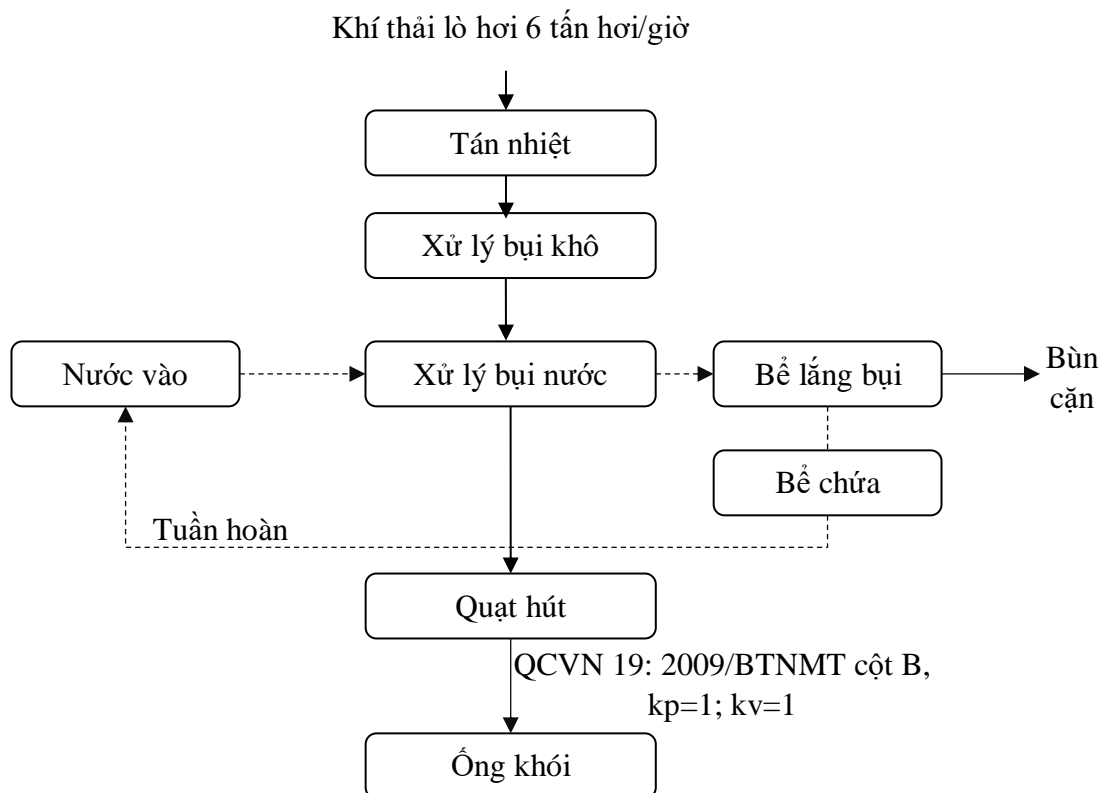 Khí thải lò hơi 6 tấn hơi/giờ
Tán nhiệt
Xử lý bụi khô
Nước vào
Xử lý bụi nước
Bể lắng bụi
Bùn
cặn
Bể chứa
Tuần hoàn
Quạt hút
QCVN 19: 2009/BTNMT cột B,
kp=1; kv=1
Ống khói